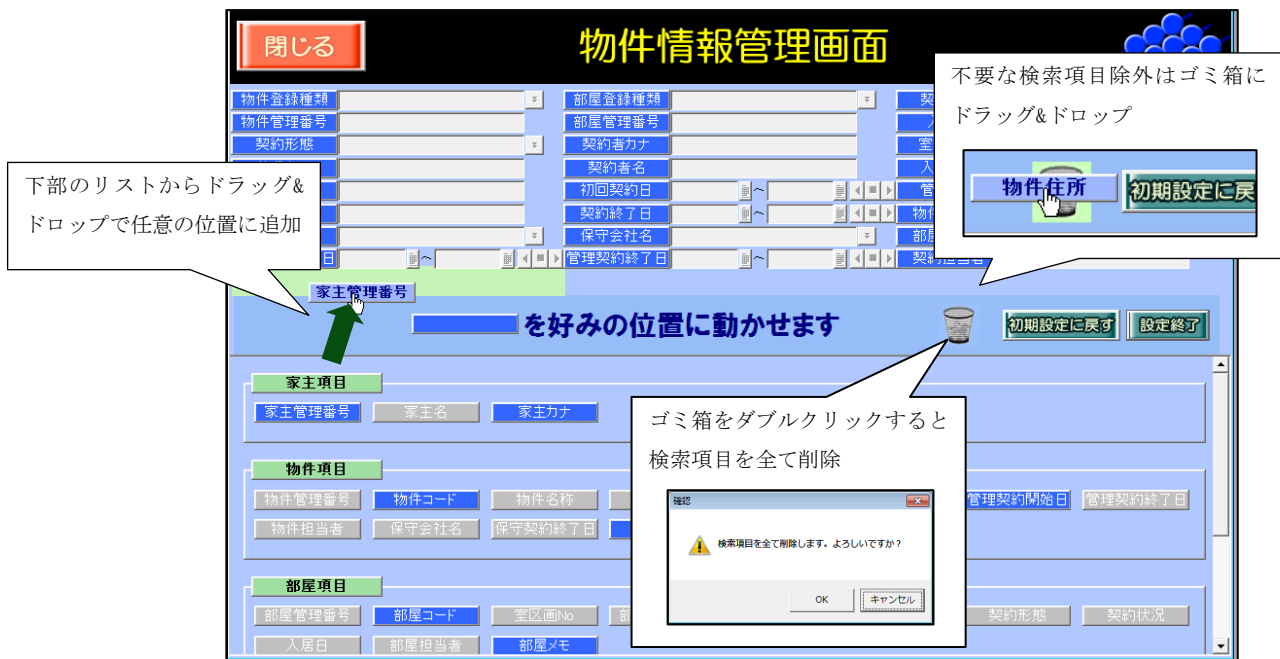 閉じる
物件情報管理画面
不要な検索項目除外はゴミ箱に
ドラッグ&ドロップ
物件住所
初期設定に戻
物件登録種類
部屋登録種類
物件管理番号
部屋管理番号
契約形態
契約者カナ
契約者名
初回契約日
~
契約終了日
~
保守会社名
日
~
管理契約終了日
~
契約担当者
下部のリストからドラッグ&
ドロップで任意の位置に追加
家主管理番号
を好みの位置に動かせます
初期設定に戻す
設定終了
家主項目
家主管理番号
家主名
家主カナ
ゴミ箱をダブルクリックすると
検索項目を全て削除
確認
検索項目を全て削除します。よろしいですか?
OK
キャンセル
物件項目
物件管理番号
物件コード
物件名称
管理契約開始日
管理契約終了日
物件担当者
保守会社名
保守契約終了日
部屋項目
部屋管理番号
部屋コード
室区画No
契約形態
契約状況
入居日
部屋担当者
部屋メモ